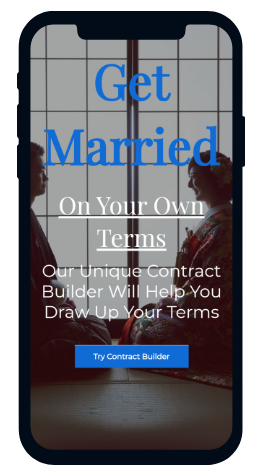 Get
Married
On Your Own
Terms
Our Unique Contract
Builder Will Help You
Draw Up Your Terms
Try Contract Builder